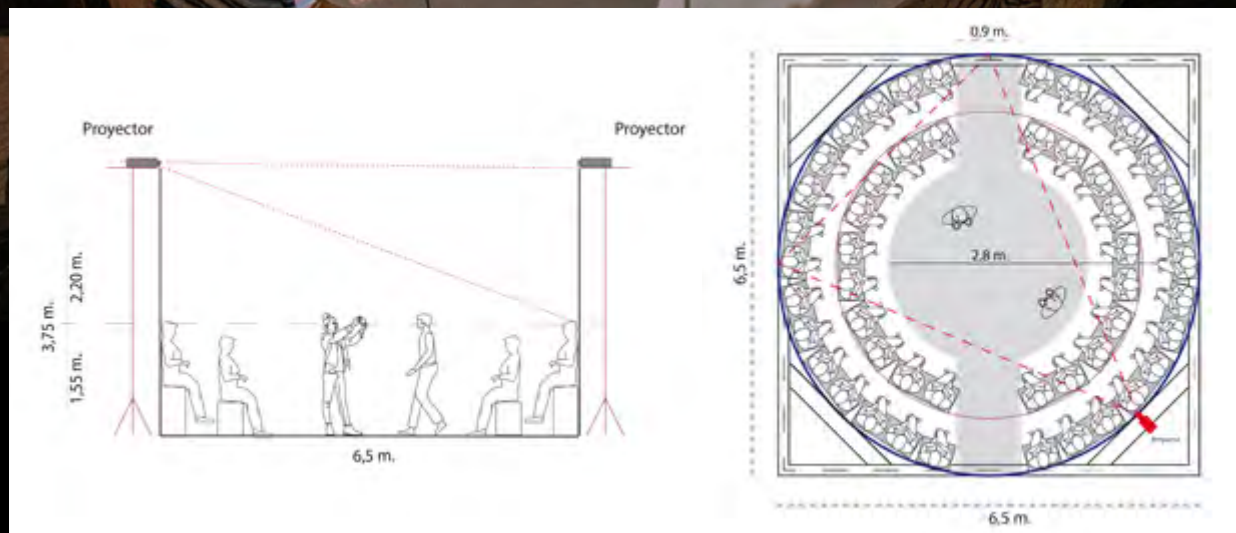 Proyector
Proyector
3,75 m.
2,20 m.
1,55 m.
6,5 m.
0,9 m.
6,5 m.
2,8 m.
6,5 m.